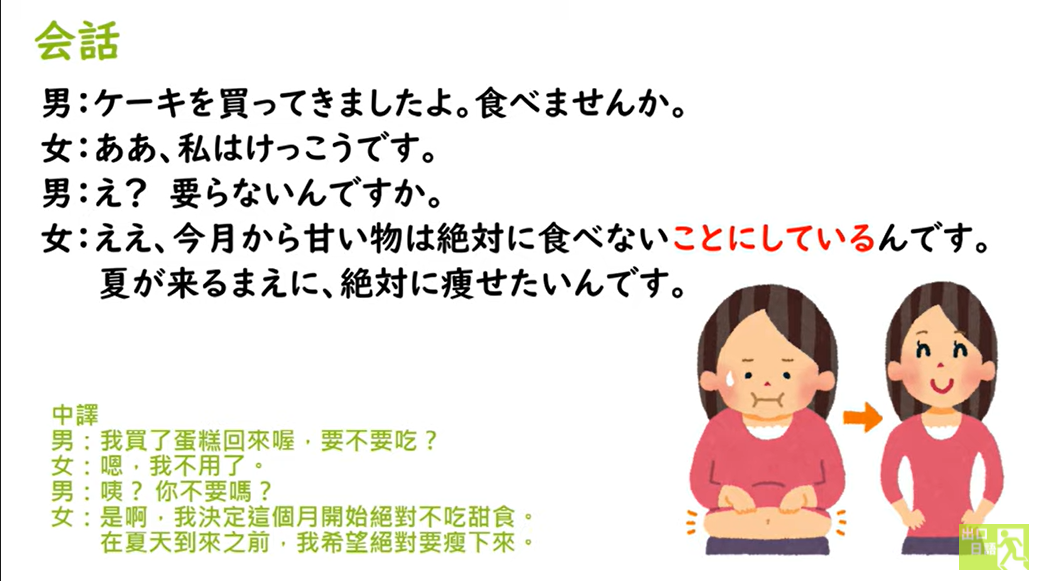 会話
男：ケーキを買ってきましたよ。食べませんか。
女：ああ、私はけっこうです。
男：え？ 要らないんですか。
女：ええ、今月から甘い物は絶対に食べないことにしているんです。
夏が来るまえに、絶対に痩せたいんです。
中譯
男：我買了蛋糕回來喔，要不要吃？
女：嗯，我不用了。
男：咦？你不要嗎？
女：是啊，我決定這個月開始絕對不吃甜食。
在夏天到來之前，我希望絕對要瘦下來。
出口
日語